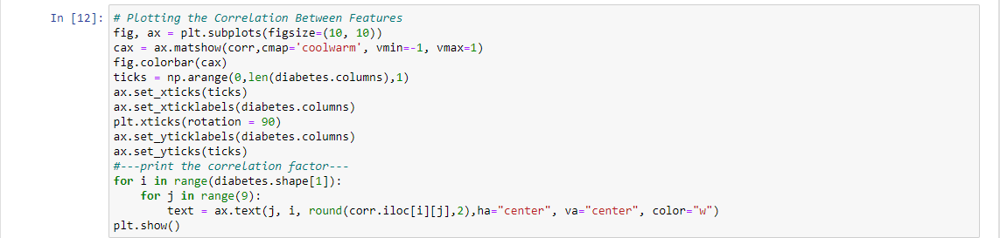 In [12]: # Plotting the Correlation Between Features
fig, ax = plt.subplots(figsize=(10, 10))
cax = ax.matshow(corr,cmap='coolwarm', vmin=-1, vmax=1)
fig.colorbar(cax)
ticks = np.arange(0,len(diabetes.columns),1)
ax.set_xticks(ticks)
ax.set_xticklabels(diabetes.columns)
plt.xticks(rotation = 90)
ax.set_yticklabels(diabetes.columns)
ax.set_yticks(ticks)
#---print the correlation factor---
for i in range(diabetes.shape[1]):
    for j in range(9):
        text = ax.text(j, i, round(corr.iloc[i][j],2),ha="center", va="center", color="w")
plt.show()